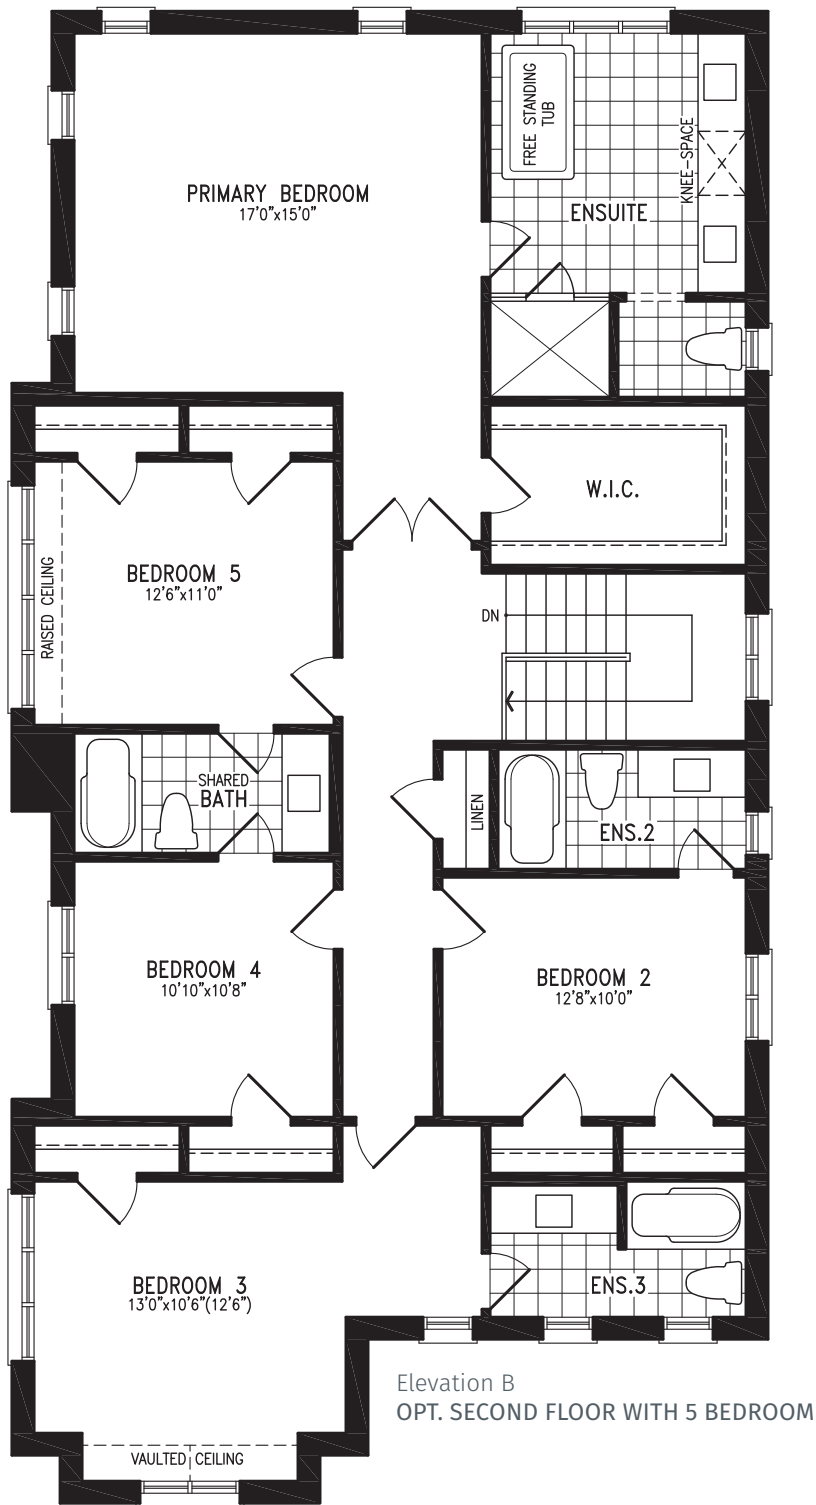 FREE STANDING
TUB
KNEE-SPACE
PRIMARY BEDROOM
17'0"x15'0"
ENSUITE
W.I.C.
RAISED CEILING
BEDROOM 5
12'6"x11'0"
DN
SHARED
BATH
LINEN
ENS.2
BEDROOM 4
10'10"x10'8"
BEDROOM 2
12'8"x10'0"
BEDROOM 3
13'0"x10'6"(12'6")
ENS.3
Elevation B
OPT. SECOND FLOOR WITH 5 BEDROOM
VAULTED CEILING